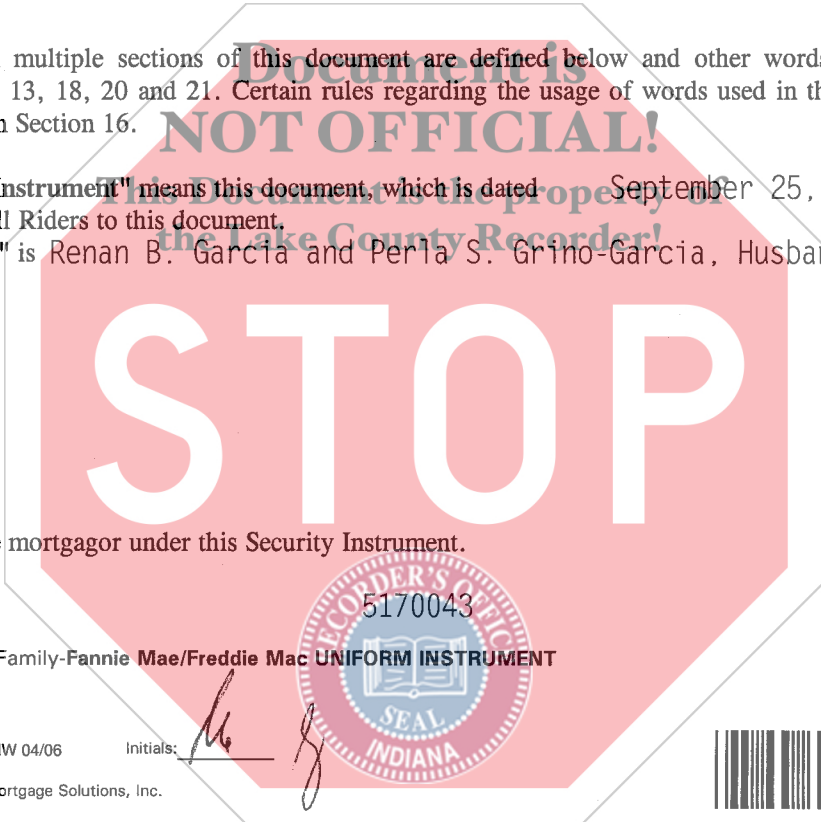 multiple sections of this document are defined below and other words
Document is
13, 18, 20 and 21. Certain rules regarding the usage of words used in th
n Section 16.
NOT OFFICIAL!
nstrument" means this document, which is dated September 25,
This Document is the property of
ll Riders to this document.
the Lake County Recorder!
" is Renan B. Garcia and Perla S. Grino-Garcia, Husban
STOP
e mortgagor under this Security Instrument.
RECORDER'S OFFICE
5170043
Family-Fannie Mae/Freddie Mac UNIFORM INSTRUMENT
SEAL
INDIANA
W 04/06 Initials:
ortgage Solutions, Inc.